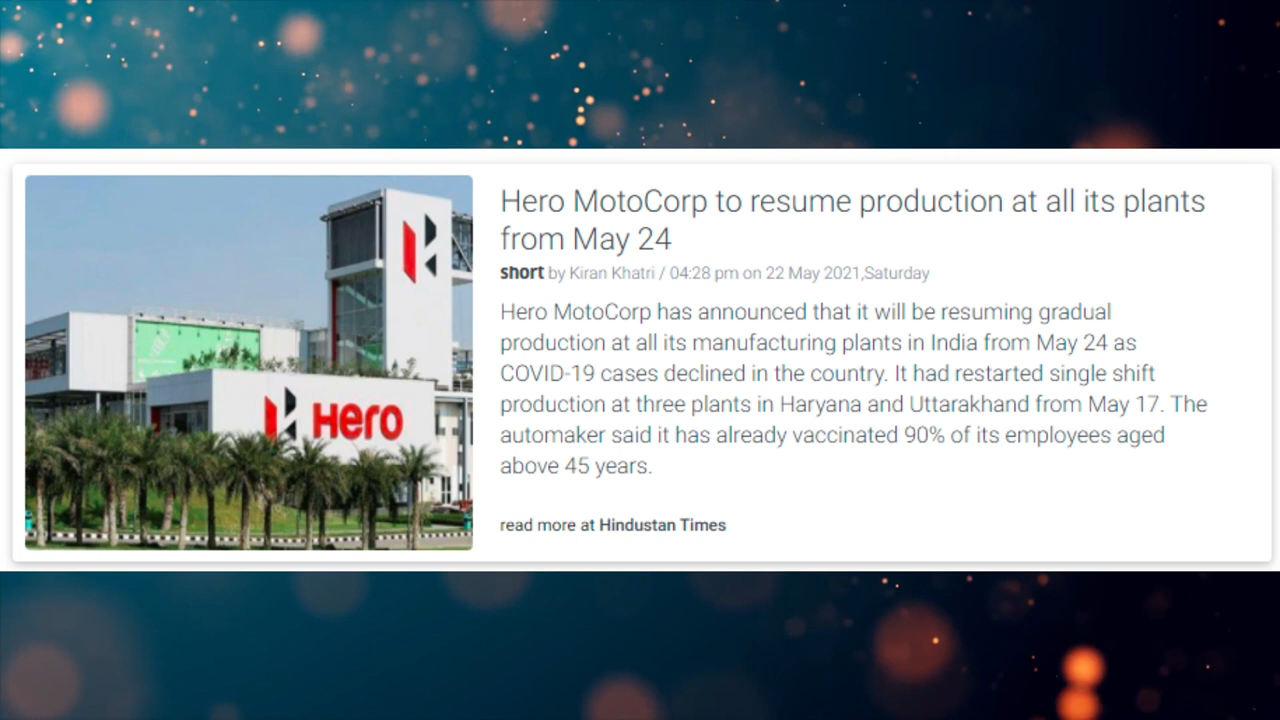 HERO
Hero MotoCorp to resume production at all its plants
from May 24
short by Kiran Khatri / 04:28 pm on 22 May 2021,Saturday
Hero MotoCorp has announced that it will be resuming gradual
production at all its manufacturing plants in India from May 24 as
COVID-19 cases declined in the country. It had restarted single shift
production at three plants in Haryana and Uttarakhand from May 17. The
automaker said it has already vaccinated 90% of its employees aged
above 45 years.
read more at Hindustan Times